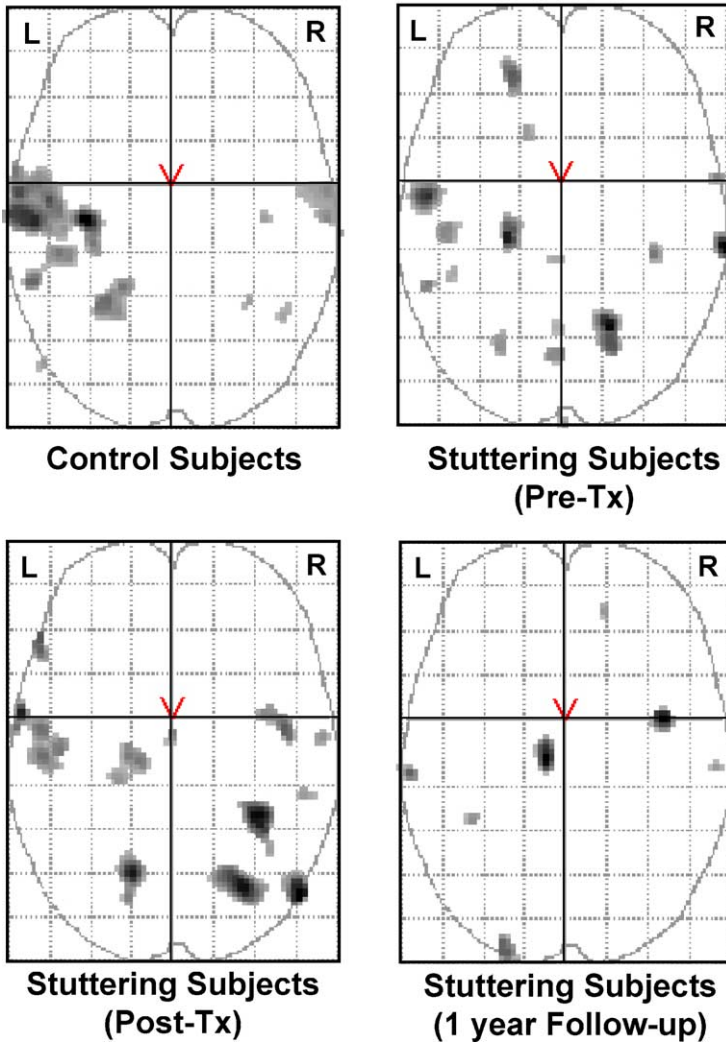 L R
L R
Control Subjects
Stuttering Subjects
(Pre-Tx)
L R
L R
Stuttering Subjects
(Post-Tx)
Stuttering Subjects
(1 year Follow-up)